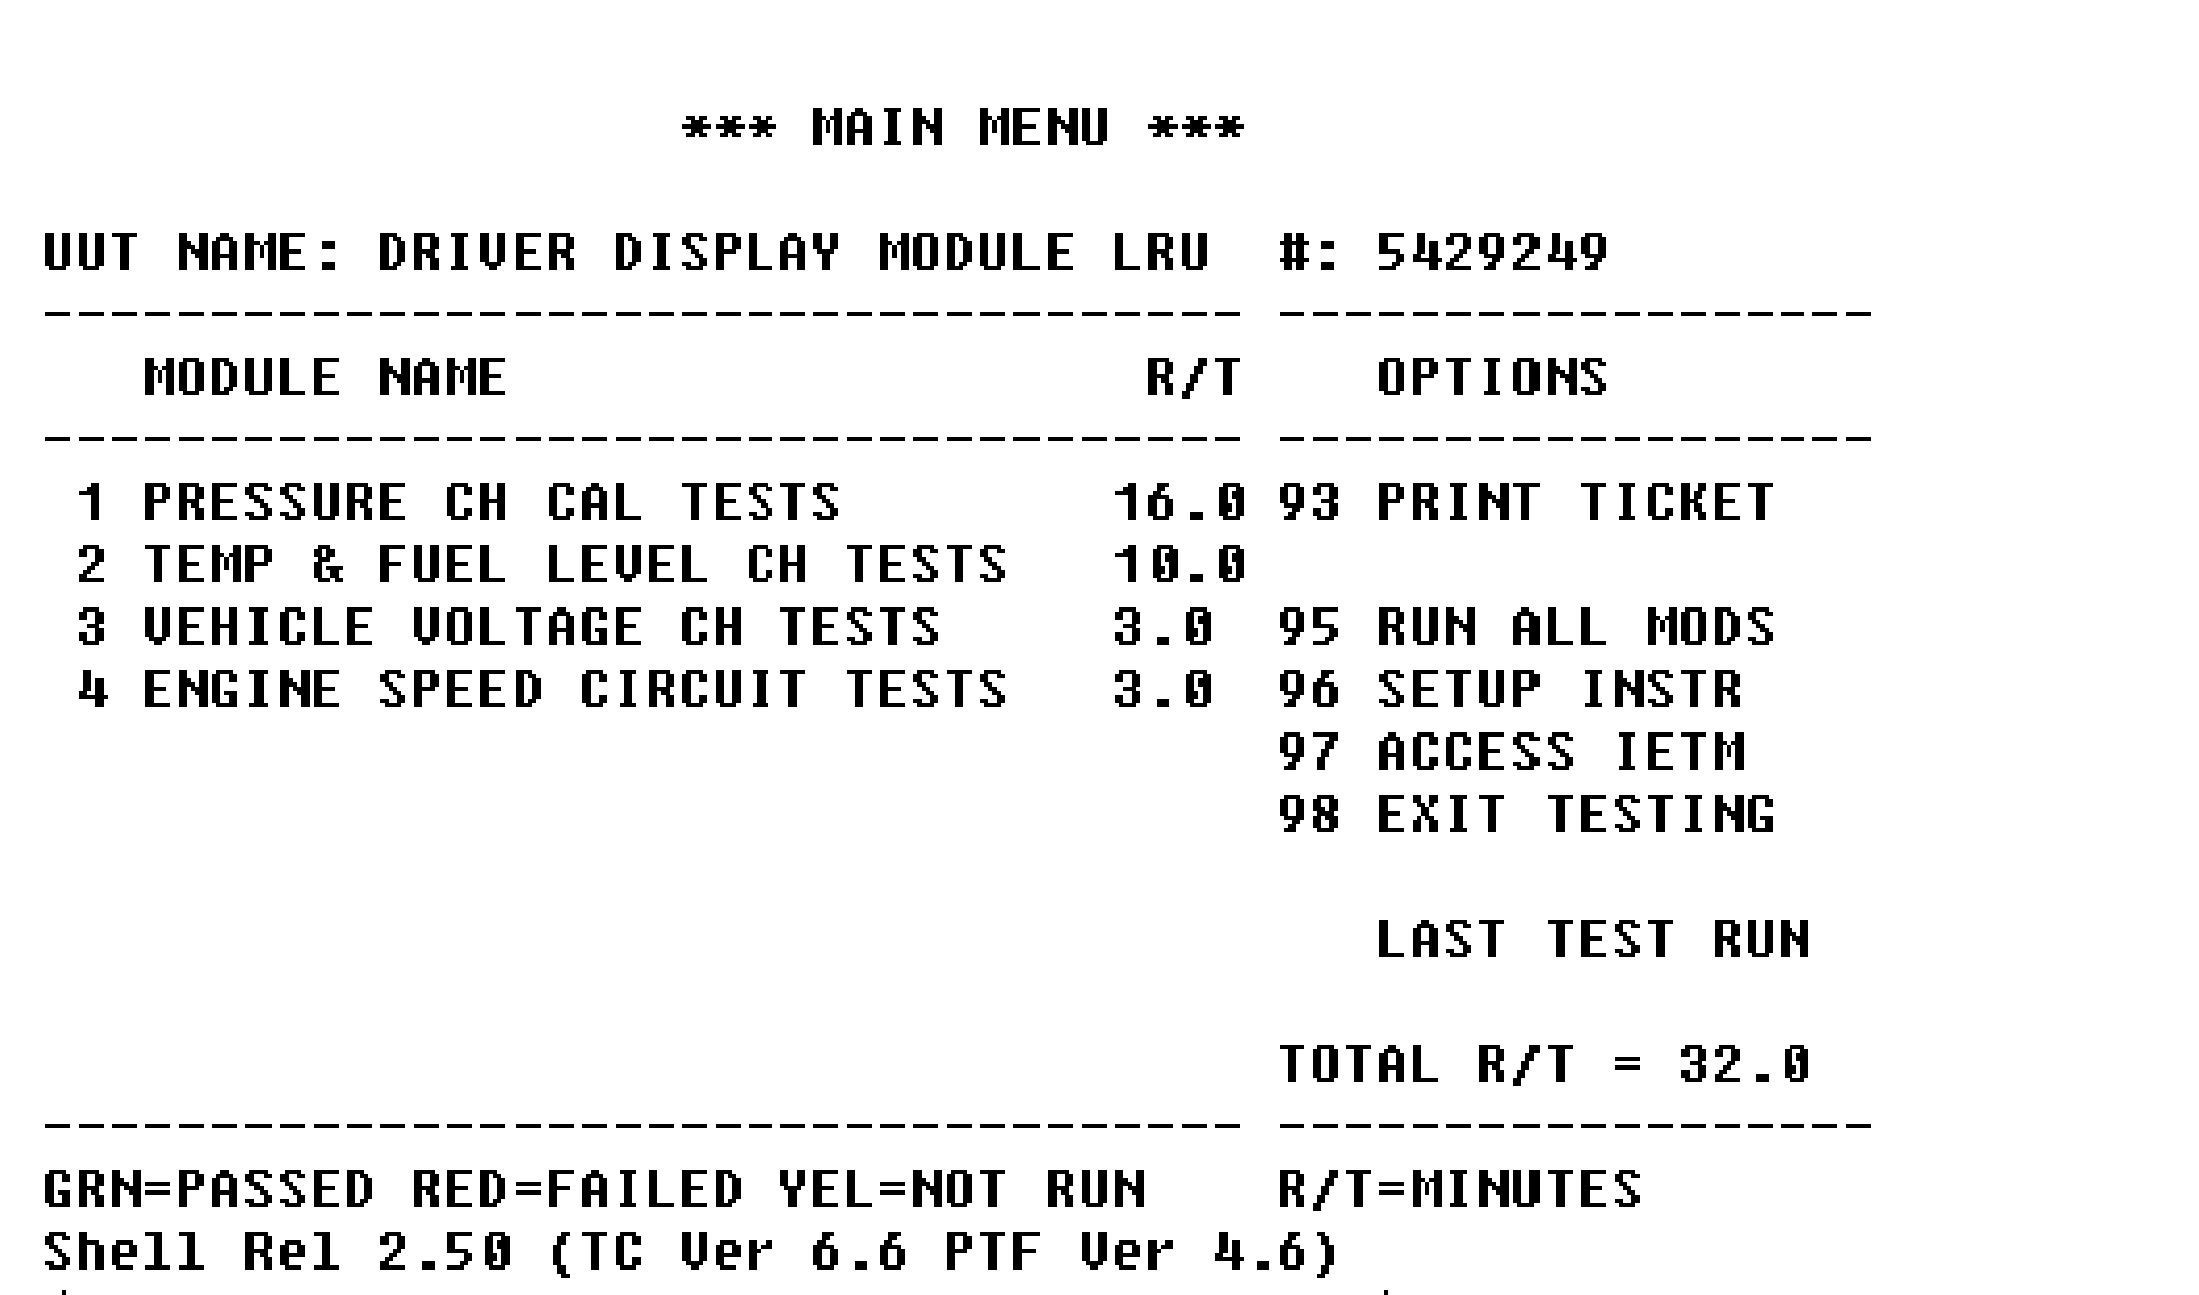 *** MAIN MENU ***
UUT NAME: DRIVER DISPLAY MODULE LRU  #: 5429249
------------------------------------ ------------------
   MODULE NAME                   R/T    OPTIONS
------------------------------------ ------------------
 1 PRESSURE CH CAL TESTS        16.0 93 PRINT TICKET
 2 TEMP & FUEL LEVEL CH TESTS   10.0
 3 VEHICLE VOLTAGE CH TESTS     3.0  95 RUN ALL MODS
 4 ENGINE SPEED CIRCUIT TESTS   3.0  96 SETUP INSTR
                                     97 ACCESS IETM
                                     98 EXIT TESTING
                                        LAST TEST RUN
                                     TOTAL R/T = 32.0
------------------------------------ ------------------
GRN=PASSED RED=FAILED YEL=NOT RUN    R/T=MINUTES
Shell Rel 2.50 (TC Ver 6.6 PTF Ver 4.6)